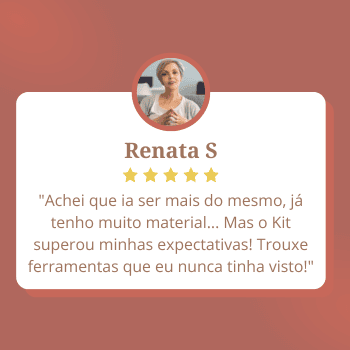 Renata S
"Achei que ia ser mais do mesmo, já
tenho muito material... Mas o Kit
superou minhas expectativas! Trouxe
ferramentas que eu nunca tinha visto!"